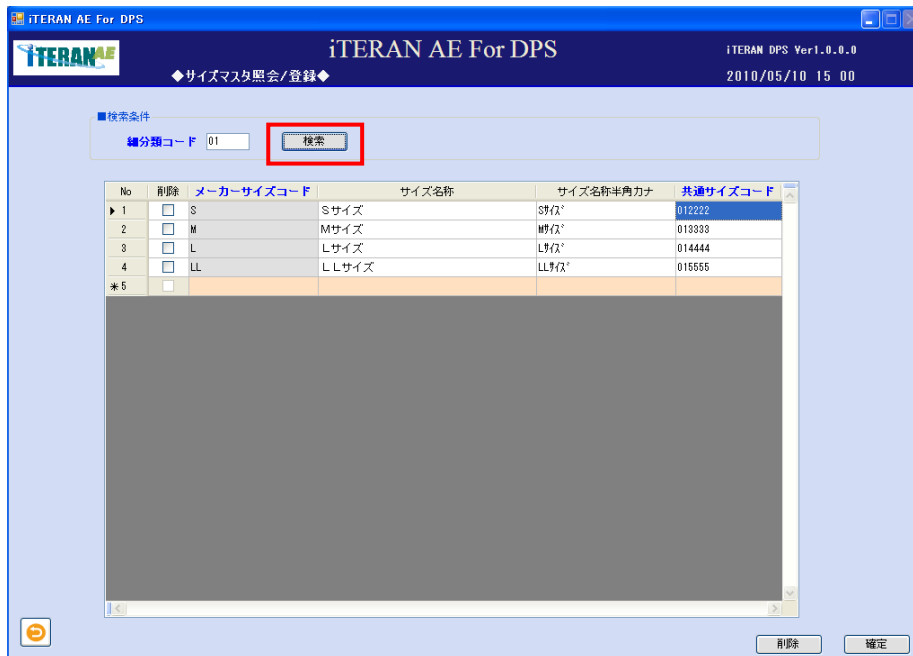 iTERAN AE For DPS
iTERAN AE
iTERAN AE For DPS
iTERAN DPS Ver1.0.0.0
◆サイズマスタ照会/登録◆
2010/05/10 15 00
■検索条件
細分類コード 01 検索
No 削除 メーカーサイズコード サイズ名称 サイズ名称半角カナ 共通サイズコード
1 S Sサイズ Sｻｲｽﾞ 012222
2 M Mサイズ Mｻｲｽﾞ 013333
3 L Lサイズ Lｻｲｽﾞ 014444
4 LL LLサイズ LLｻｲｽﾞ 015555
*5
削除 確定